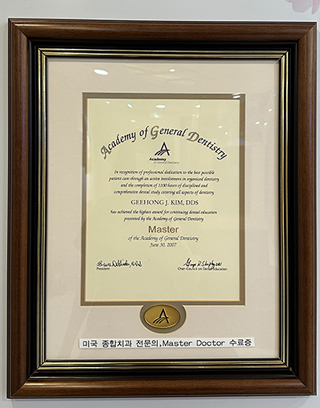 Academy of General Dentistry
Academy
of General Dentistry
In recognition of professional dedication to the best possible
patient care through an active involvement in organized dentistry
and the completion of 1100 hours of disciplined and
comprehensive dental study covering all aspects of dentistry
GEEHONG J. KIM, DDS
has achieved the highest award for continuing dental education
presented by the Academy of General Dentistry
Master
of the Academy of General Dentistry
June 30, 2007
President
Chair-Council on Dental Education
미국 종합치과 전문의,Master Doctor 수료증